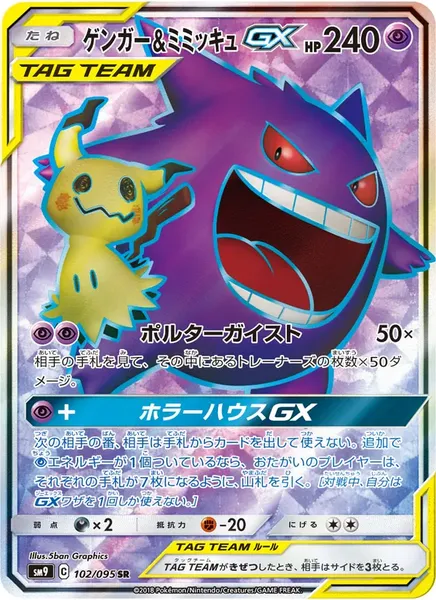 たね ゲンガー&ミミッキュGX HP240
TAG TEAM
ポルターガイスト 50×
相手の手札を見て、その中にあるトレーナーズの枚数×50ダ
メージ。
+ ホラーハウスGX
次の相手の番、相手は手札からカードを出して使えない。追加で
エネルギーが1個ついているなら、おたがいのプレイヤーは、
それぞれの手札が7枚になるように、山札を引く。[対戦中、自分は
GXワザを1回しか使えない。]
弱点 ×2 抵抗力 -20 にげる
Illus.5ban Graphics
TAG TEAM ルール
sm9 C 102/095 SR
TAG TEAMがきぜつしたとき、相手はサイドを3枚とる。
©2018 Pokémon/Nintendo/Creatures/GAME FREAK